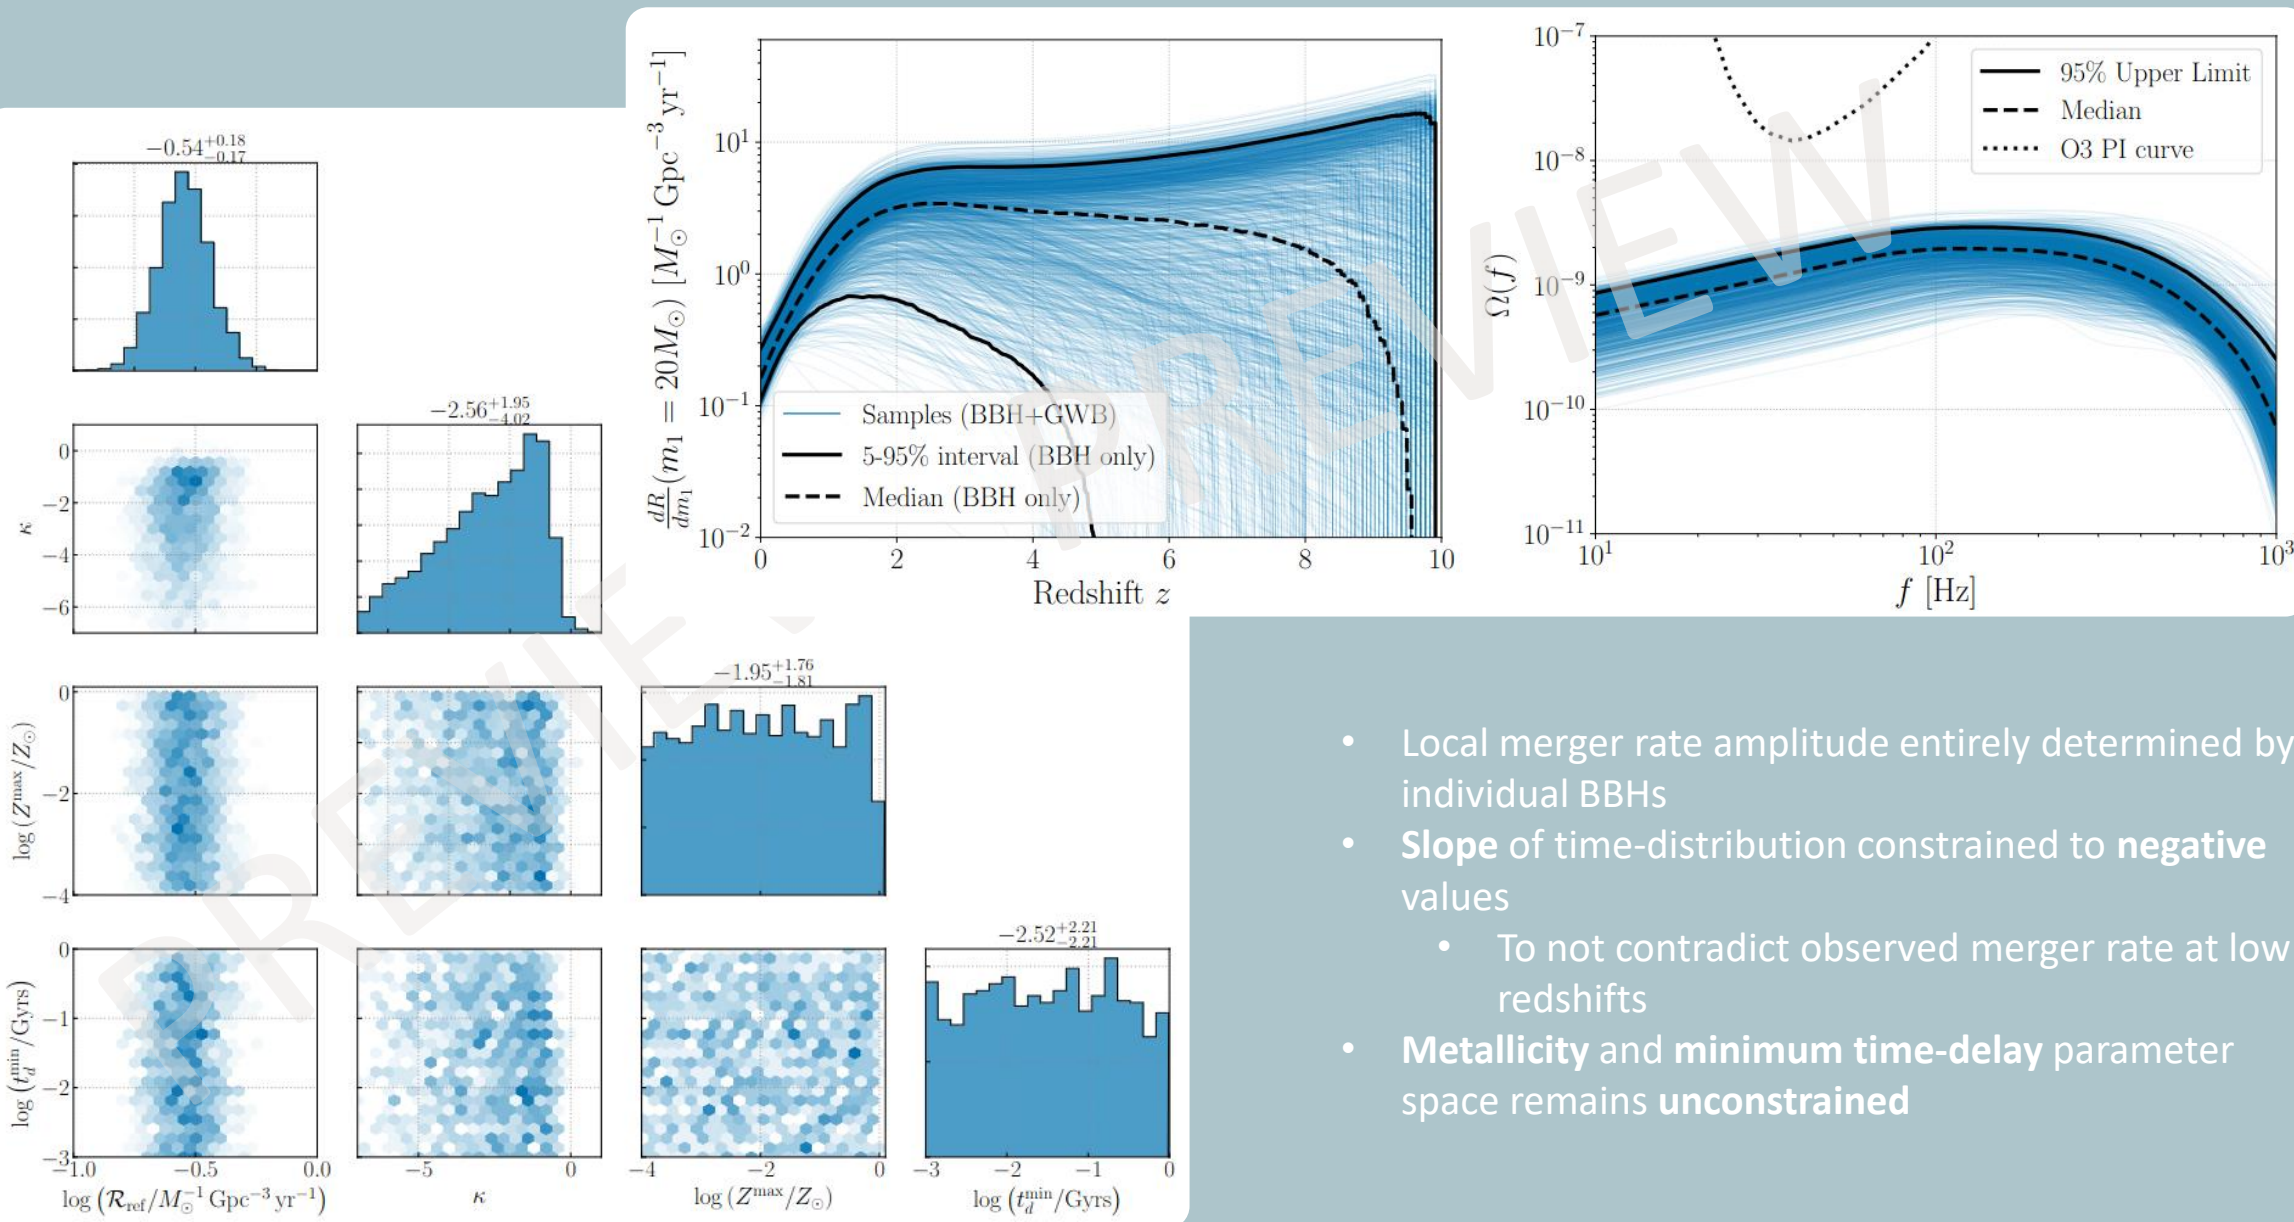 dR/dm₁ (m₁ = 20M⊙) [M⊙⁻¹ Gpc⁻³ yr⁻¹]
10¹
10⁰
10⁻¹
10⁻²
Samples (BBH+GWB)
5-95% interval (BBH only)
Median (BBH only)
0 2 4 6 8 10
Redshift z
Ω(f)
10⁻⁷
10⁻⁸
10⁻⁹
10⁻¹⁰
10⁻¹¹
95% Upper Limit
Median
O3 PI curve
10¹ 10² 10³
f [Hz]
−0.54 +0.18 −0.17
−2.56 +1.95 −4.02
κ
0
−2
−4
−6
−1.95 +1.76 −1.81
log (Zᵐᵃˣ/Z⊙)
0
−2
−4
−2.52 +2.21 −2.21
log (t_d^min/Gyrs)
0
−1
−2
−3
−1.0 −0.5 0.0
−5 0
−4 −2 0
−3 −2 −1 0
log (R_ref/M⊙⁻¹ Gpc⁻³ yr⁻¹)
κ
log (Zᵐᵃˣ/Z⊙)
log (t_d^min/Gyrs)
PREVIEW
PREVIEW
• Local merger rate amplitude entirely determined by
individual BBHs
• Slope of time-distribution constrained to negative
values
• To not contradict observed merger rate at low
redshifts
• Metallicity and minimum time-delay parameter
space remains unconstrained